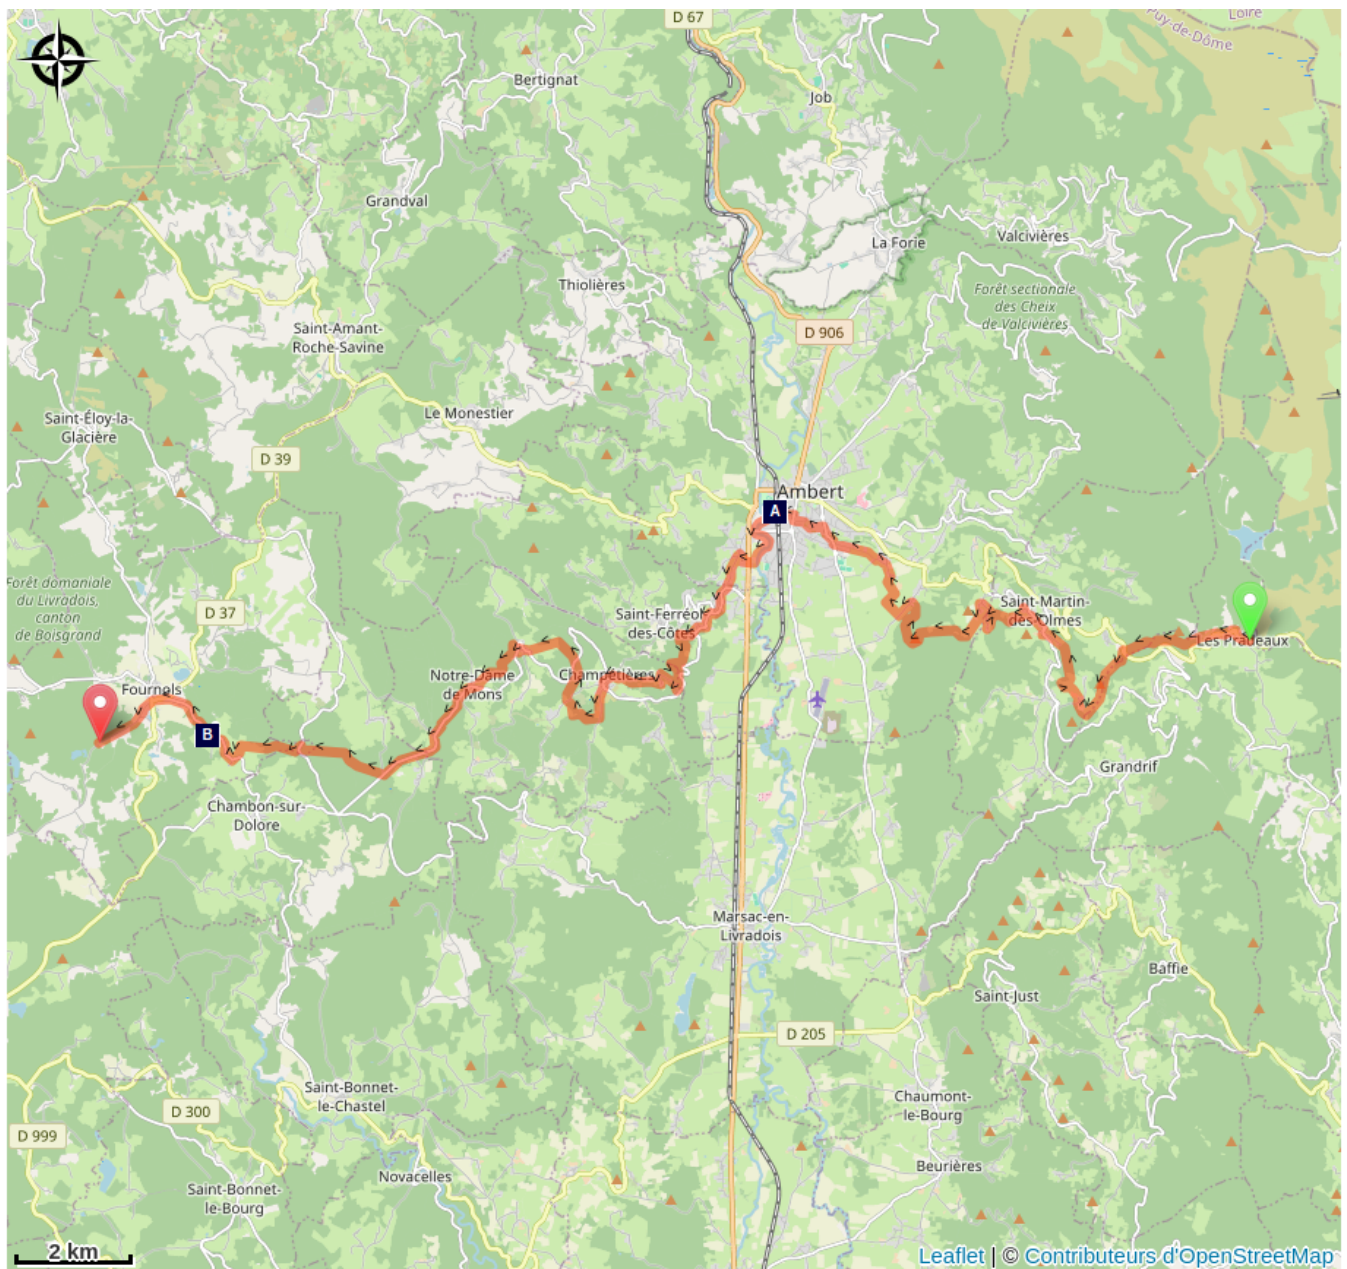 D 67
Loire
Puy-de-Dôme
Bertignat
Job
Grandval
La Forie
Valcivières
Thiolières
Forêt sectionale
des Cheix
de Valcivières
Saint-Amant-
Roche-Savine
D 906
Saint-Éloy-la-
Glacière
Le Monestier
D 39
Ambert
A
Forêt domaniale
du Livradois,
canton
de Boisgrand
D 37
Saint-Ferréol-
des-Côtes
Saint-Martin-
des-Olmes
Les Pradeaux
Notre-Dame
de Mons
Champétières
Fournols
B
Grandrif
Chambon-sur-
Dolore
Marsac-en-
Livradois
Baffie
Saint-Just
D 205
Saint-Bonnet-
le-Chastel
Chaumont-
le-Bourg
D 300
D 999
Novacelles
Beurières
Saint-Bonnet-
le-Bourg
2 km
Leaflet | © Contributeurs d'OpenStreetMap